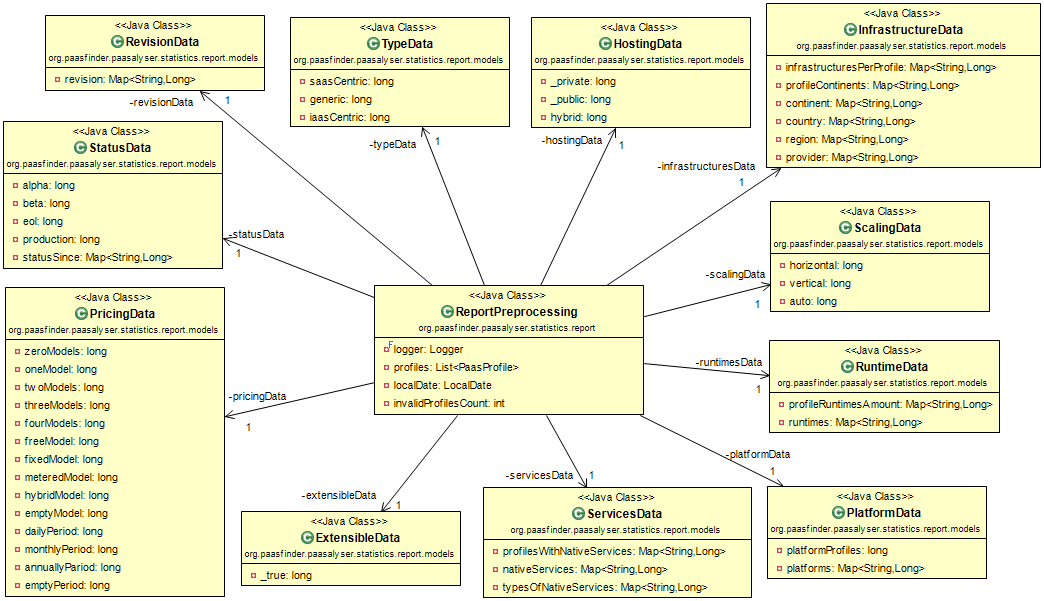 <<Java Class>>
RevisionData
org.paasfinder.paasalyser.statistics.report.models
revision: Map<String,Long>
-revisionData
1
<<Java Class>>
TypeData
org.paasfinder.paasalyser.statistics.report.models
saasCentric: long
generic: long
iaasCentric: long
-typeData
1
<<Java Class>>
HostingData
org.paasfinder.paasalyser.statistics.report.models
_private: long
_public: long
hybrid: long
-hostingData
1
<<Java Class>>
InfrastructureData
org.paasfinder.paasalyser.statistics.report.models
infrastructuresPerProfile: Map<String,Long>
profileContinents: Map<String,Long>
continent: Map<String,Long>
country: Map<String,Long>
region: Map<String,Long>
provider: Map<String,Long>
-infrastructuresData
1
<<Java Class>>
StatusData
org.paasfinder.paasalyser.statistics.report.models
alpha: long
beta: long
eol: long
production: long
statusSince: Map<String,Long>
-statusData
1
<<Java Class>>
ScalingData
org.paasfinder.paasalyser.statistics.report.models
horizontal: long
vertical: long
auto: long
-scalingData
1
<<Java Class>>
PricingData
org.paasfinder.paasalyser.statistics.report.models
zeroModels: long
oneModel: long
twoModels: long
threeModels: long
fourModels: long
freeModel: long
fixedModel: long
meteredModel: long
hybridModel: long
emptyModel: long
dailyPeriod: long
monthlyPeriod: long
annuallyPariod: long
emptyPeriod: long
-pricingData
1
<<Java Class>>
ReportPreprocessing
org.paasfinder.paasalyser.statistics.report
F
logger: Logger
profiles: List<PaasProfile>
localDate: LocalDate
invalidProfilesCount: int
<<Java Class>>
RuntimeData
org.paasfinder.paasalyser.statistics.report.models
profileRuntimesAmount: Map<String,Long>
runtimes: Map<String,Long>
-runtimesData
1
-extensibleData
1
<<Java Class>>
ExtensibleData
org.paasfinder.paasalyser.statistics.report.models
_true: long
-servicesData
1
<<Java Class>>
ServicesData
org.paasfinder.paasalyser.statistics.report.models
profilesWithNativeServices: Map<String,Long>
nativeServices: Map<String,Long>
typesOfNativeServices: Map<String,Long>
-platformData
1
<<Java Class>>
PlatformData
org.paasfinder.paasalyser.statistics.report.models
platformProfiles: long
platforms: Map<String,Long>